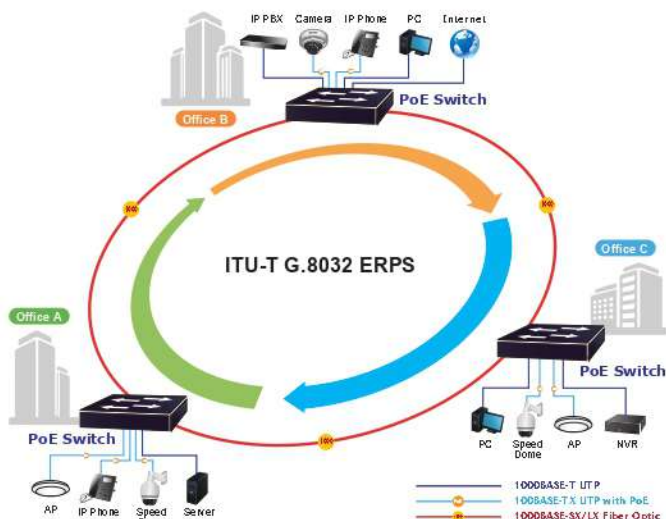 IP PBX
Camera
IP Phone
PC
Internet
PoE Switch
Office B
ITU-T G.8032 ERPS
Office C
Office A
PoE Switch
PC
Speed
Dome
AP
NVR
PoE Switch
AP
IP Phone
Speed
Server
1000BASE-T UTP
1000BASE-TX UTP with PoE
1000BASE-SX/LX Fiber Optic